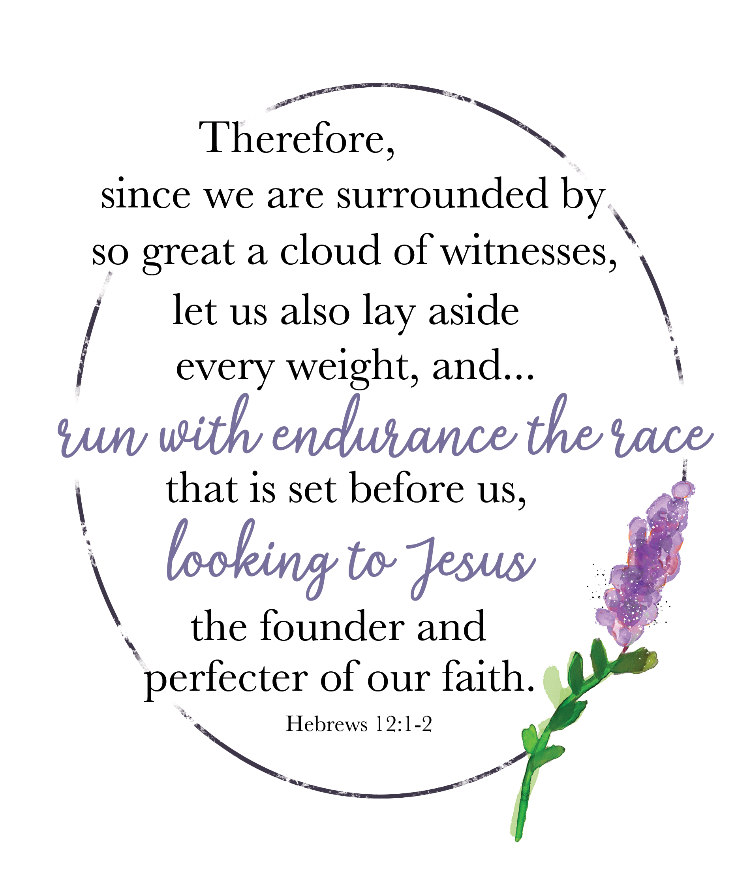 Therefore,
since we are surrounded by
so great a cloud of witnesses,
let us also lay aside
every weight, and...
run with endurance the race
that is set before us,
looking to Jesus
the founder and
perfecter of our faith.
Hebrews 12:1-2